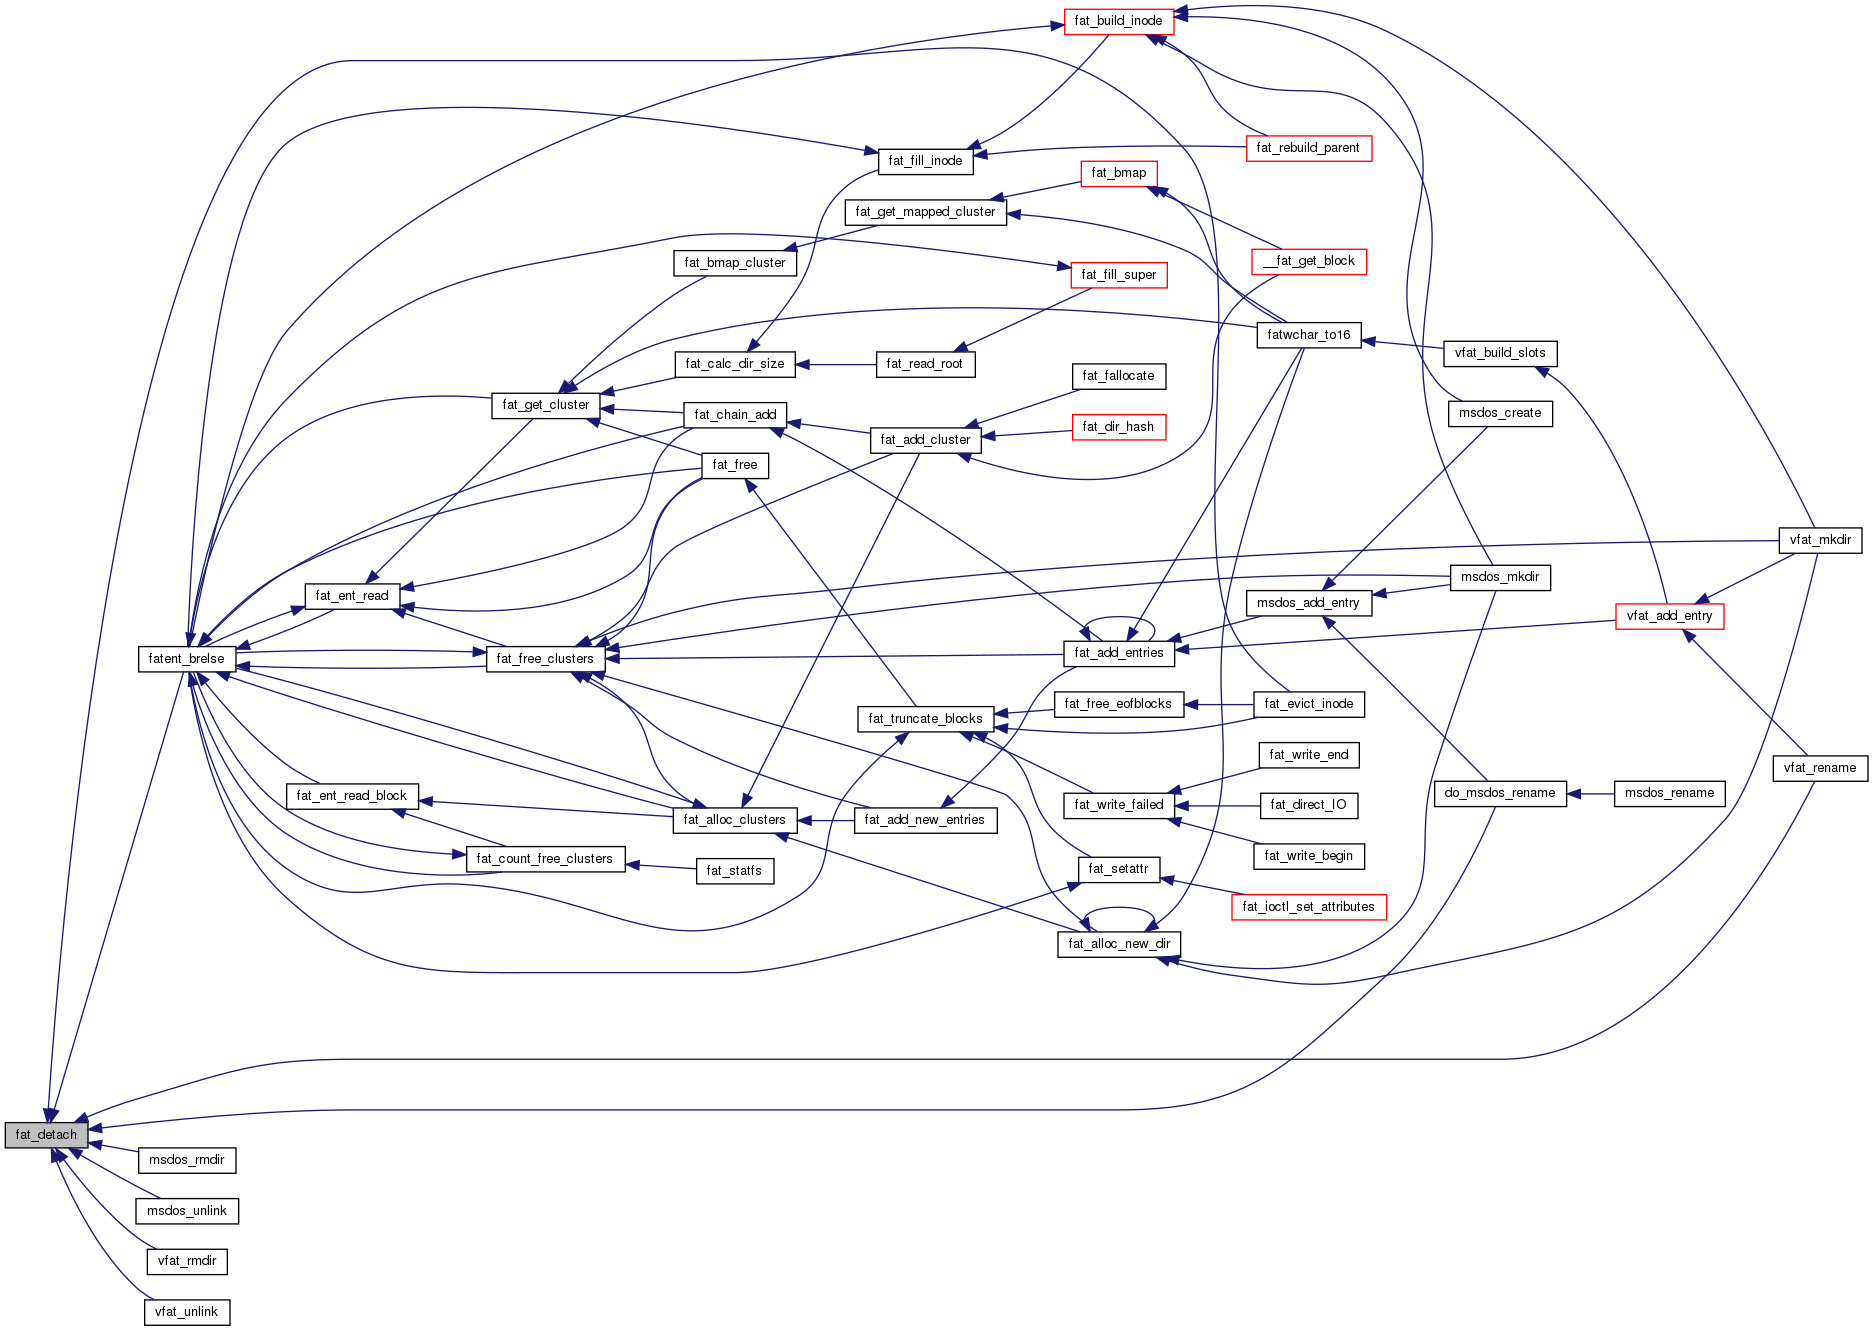 fat_build_inode
fat_rebuild_parent
fat_fill_inode
fat_bmap
fat_get_mapped_cluster
fat_bmap_cluster
__fat_get_block
fat_fill_super
fatwchar_to16
vfat_build_slots
fat_calc_dir_size
fat_read_root
fat_fallocate
fat_get_cluster
fat_chain_add
msdos_create
fat_dir_hash
fat_add_cluster
fat_free
vfat_mkdir
msdos_mkdir
fat_ent_read
msdos_add_entry
vfat_add_entry
fat_add_entries
fatent_brelse
fat_free_clusters
fat_free_eofblocks
fat_evict_inode
fat_truncate_blocks
fat_write_end
vfat_rename
do_msdos_rename
msdos_rename
fat_ent_read_block
fat_write_failed
fat_direct_IO
fat_alloc_clusters
fat_add_new_entries
fat_write_begin
fat_count_free_clusters
fat_statfs
fat_setattr
fat_ioctl_set_attributes
fat_alloc_new_dir
fat_detach
msdos_rmdir
msdos_unlink
vfat_rmdir
vfat_unlink